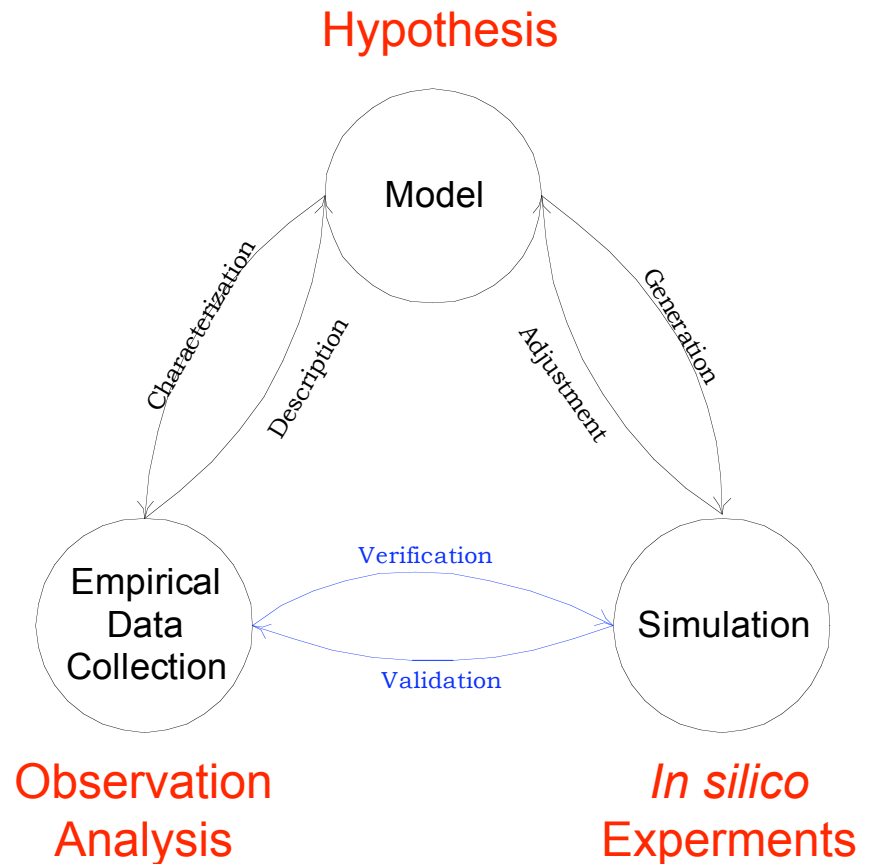 Hypothesis
Model
Characterization
Description
Adjustment
Generation
Verification
Empirical
Data
Collection
Simulation
Validation
Observation
Analysis
In silico
Experments